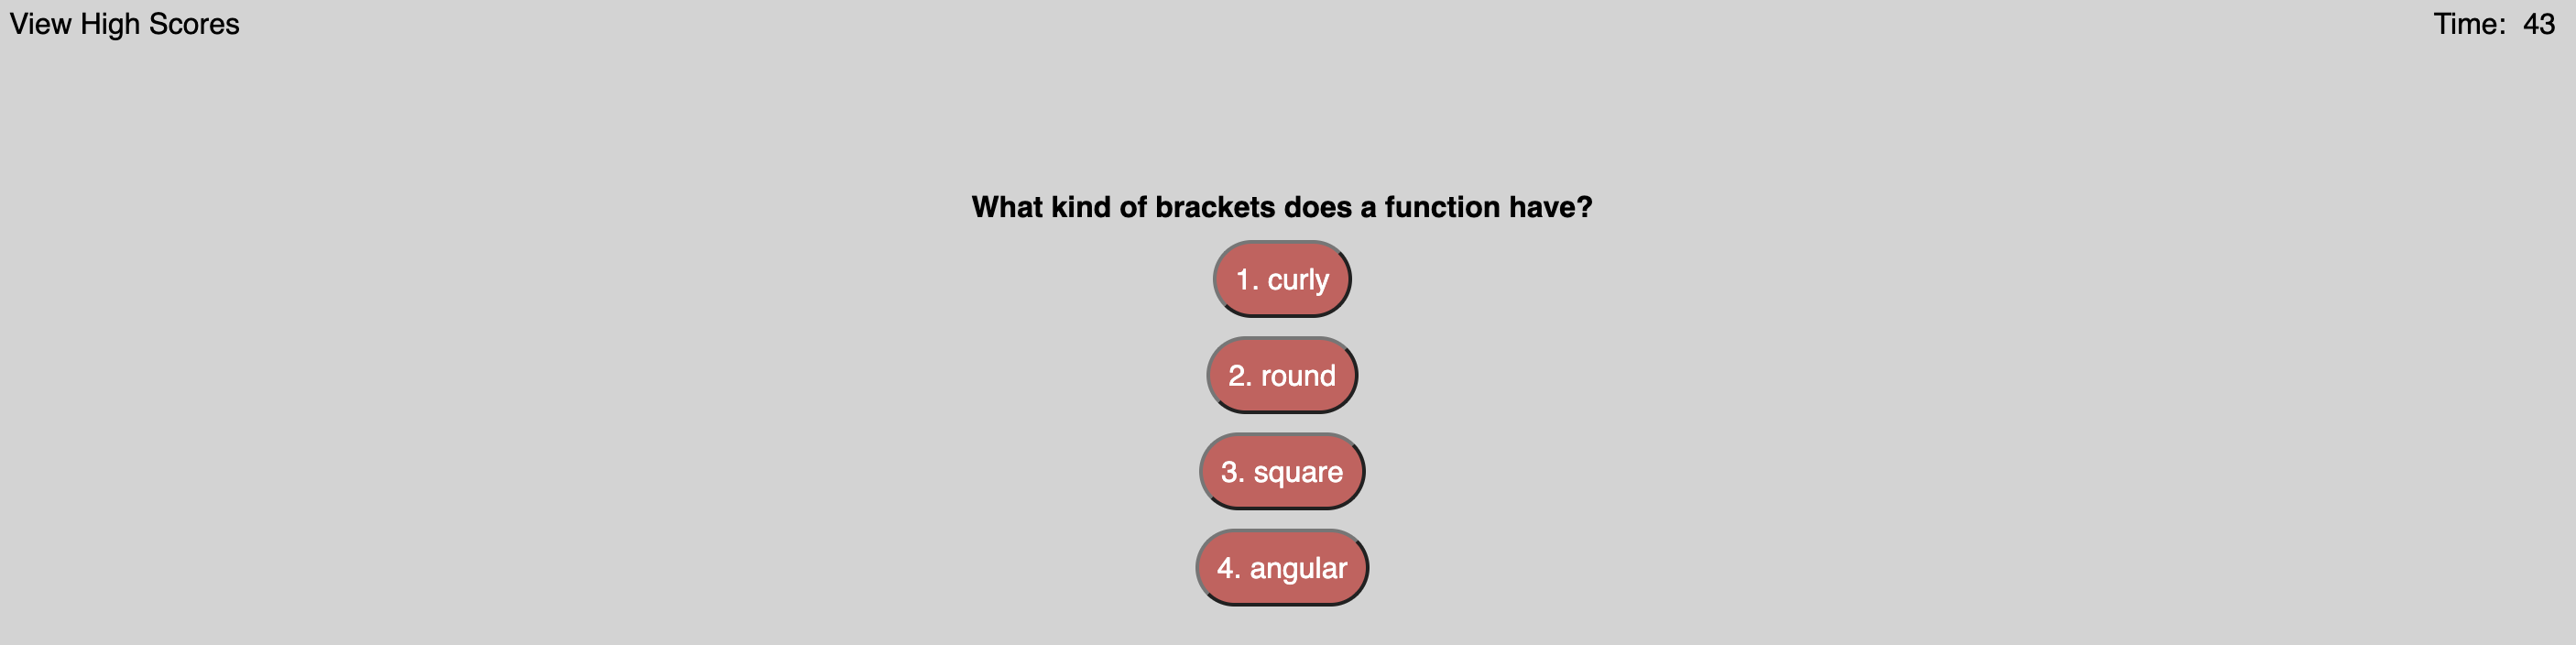 View High Scores
Time: 43
What kind of brackets does a function have?
1. curly
2. round
3. square
4. angular